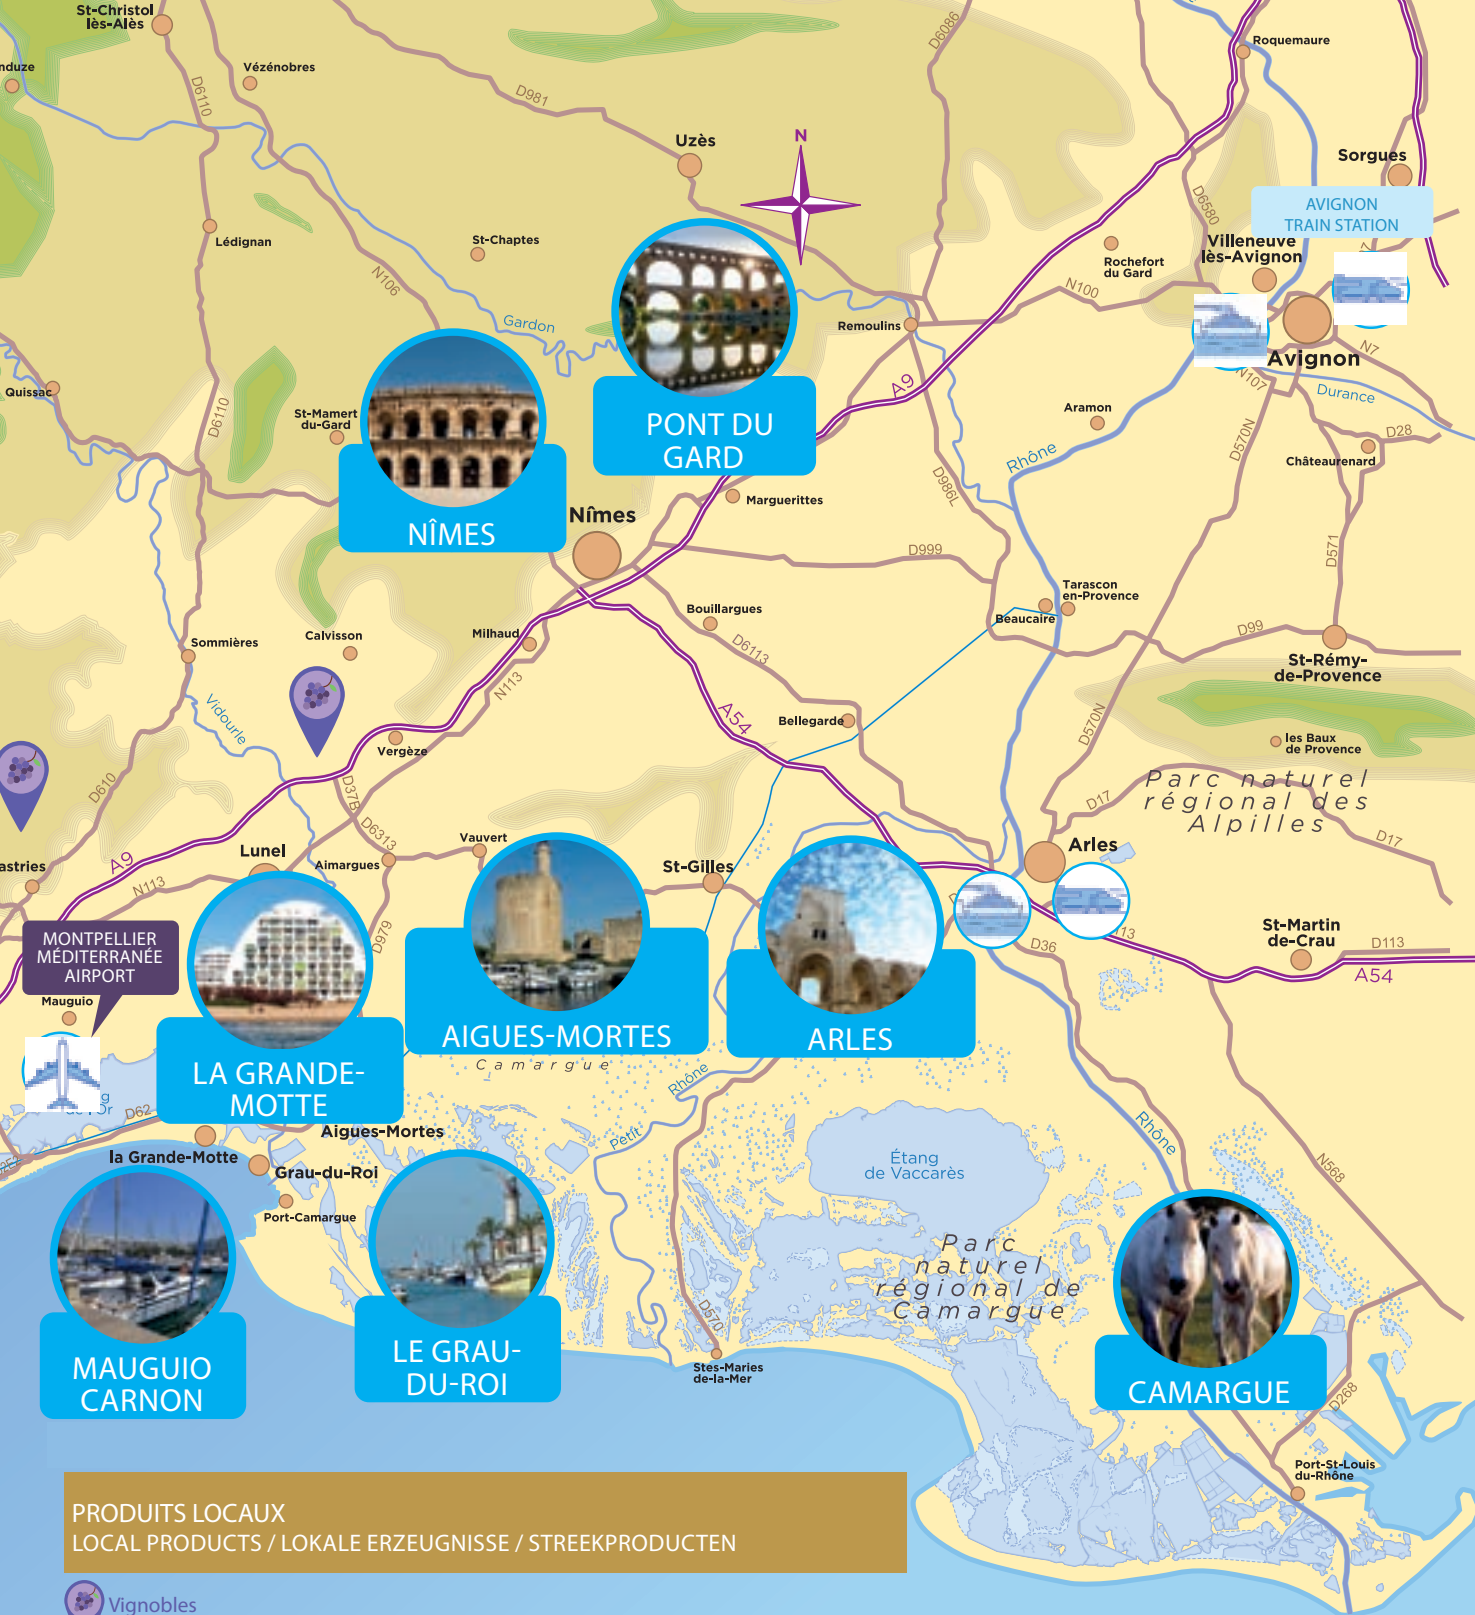 St-Christol
lès-Alès
nduze
Vézénobres
D6110
D981
D6086
Roquemaure
Uzès
N
Sorgues
AVIGNON
TRAIN STATION
D6580
Lédignan
St-Chaptes
Villeneuve
lès-Avignon
Rochefort
du Gard
N106
N100
Gardon
Remoulins
Avignon
N7
N107
Durance
A9
Quissac
D6110
St-Mamert
du-Gard
Aramon
PONT DU
GARD
D570N
D28
Châteaurenard
Rhône
D986L
Marguerittes
NÎMES
Nîmes
D999
D571
Tarascon
en-Provence
Beaucaire
Bouillargues
Milhaud
D6113
D99
Sommières
Calvisson
St-Rémy-
de-Provence
N113
Vidourle
A54
Bellegarde
D570N
les Baux
de Provence
Vergèze
Parc naturel
régional des
Alpilles
D610
D37B
D17
D17
D6313
Vauvert
Lunel
Aimargues
A9
astries
N113
St-Gilles
Arles
MONTPELLIER
MÉDITERRANÉE
AIRPORT
D979
113
D36
St-Martin
de-Crau
D113
A54
Mauguio
AIGUES-MORTES
ARLES
Camargue
LA GRANDE-
MOTTE
Rhône
D62
Aigues-Mortes
Petit
Rhône
la Grande-Motte
Grau-du-Roi
Étang
de Vaccarès
N568
Port-Camargue
Parc
naturel
régional de
Camargue
D570
LE GRAU-
DU-ROI
MAUGUIO
CARNON
Stes-Maries
de-la-Mer
CAMARGUE
D268
Port-St-Louis
du-Rhône
PRODUITS LOCAUX
LOCAL PRODUCTS / LOKALE ERZEUGNISSE / STREEKPRODUCTEN
Vignobles